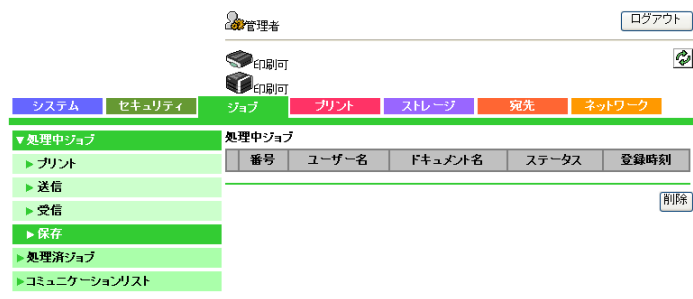 管理者
ログアウト
印刷可
印刷可
システム セキュリティ ジョブ プリント ストレージ 宛先 ネットワーク
▼処理中ジョブ
▶プリント
▶送信
▶受信
▶保存
▶処理済ジョブ
▶コミュニケーションリスト
処理中ジョブ
番号 ユーザー名 ドキュメント名 ステータス 登録時刻
削除